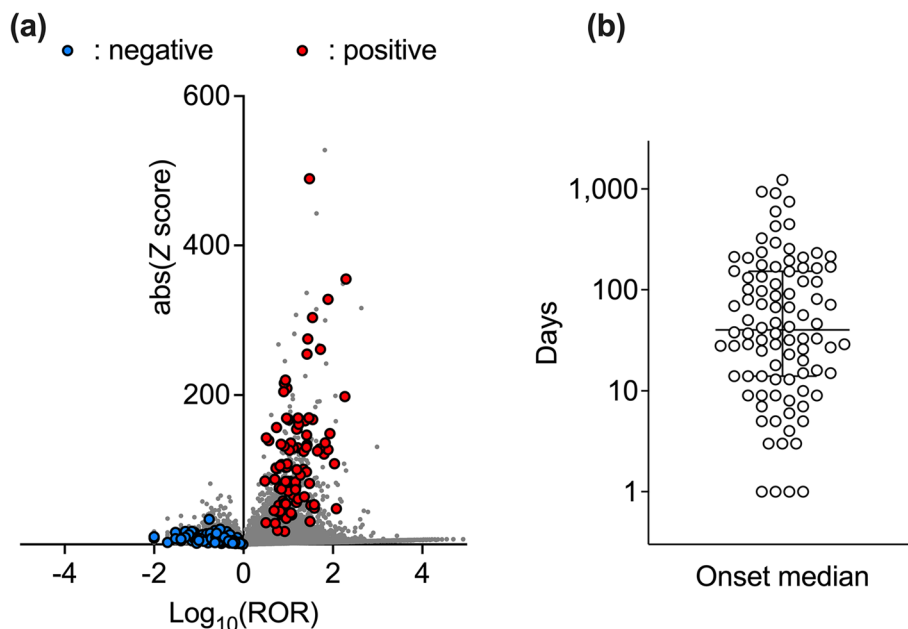 (a)
: negative
: positive
600
400
200
abs(Z score)
-4
-2
0
2
4
Log10(ROR)
(b)
1,000
100
10
1
Days
Onset median